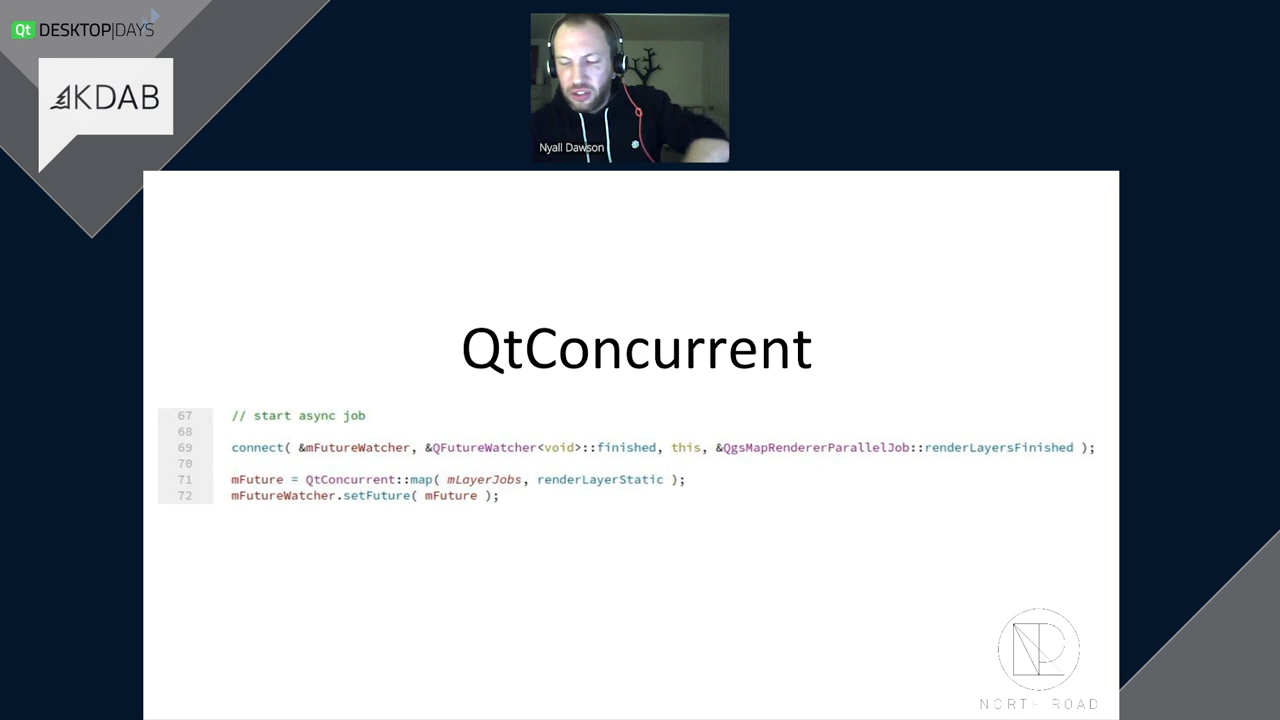 Qt DESKTOP|DAYS
KDAB
Nyall Dawson
QtConcurrent
67 // start async job
68
69 connect( &mFutureWatcher, &QFutureWatcher<void>::finished, this, &QgsMapRendererParallelJob::renderLayersFinished );
70
71 mFuture = QtConcurrent::map( mLayerJobs, renderLayerStatic );
72 mFutureWatcher.setFuture( mFuture );
NORTH ROAD